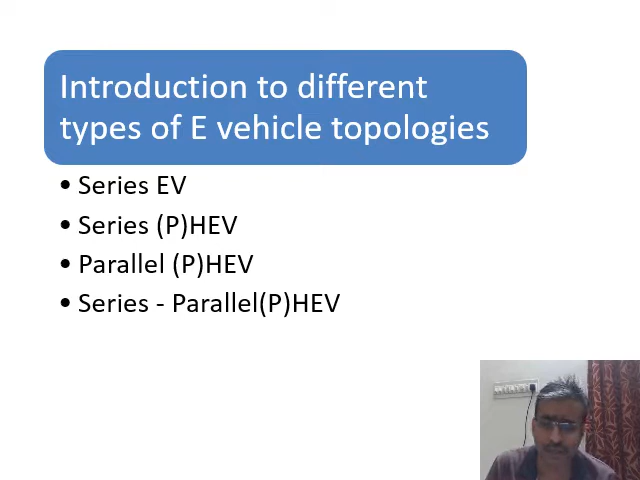 Introduction to different
types of E vehicle topologies
• Series EV
• Series (P)HEV
• Parallel (P)HEV
• Series - Parallel(P)HEV